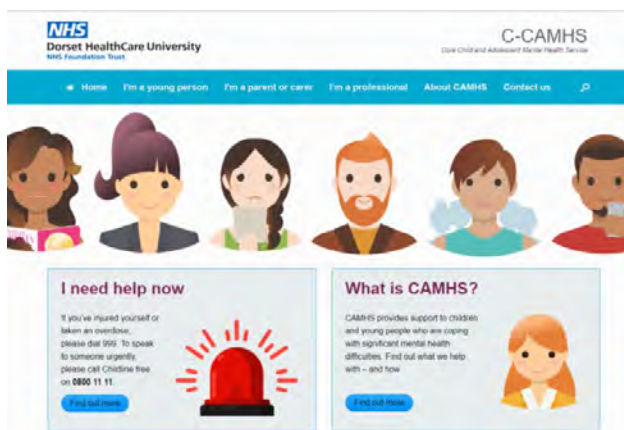 NHS
Dorset HealthCare University
NHS Foundation Trust
C-CAMHS
Core Child and Adolescent Mental Health Service
Home I'm a young person I'm a parent or carer I'm a professional About CAMHS Contact us
I need help now
If you've injured yourself or
taken an overdose,
please dial 999. To speak
to someone urgently,
please call Childline free
on 0800 11 11.
Find out more
What is CAMHS?
CAMHS provides support to children
and young people who are coping
with significant mental health
difficulties. Find out what we help
with – and how
Find out more